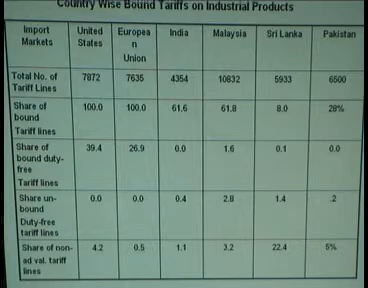 Country Wise Bound Tariffs on Industrial Products
Import Markets United States Europea n Union India Malaysia Sri Lanka Pakistan
Total No. of Tariff Lines 7872 7635 4354 10832 5933 6500
Share of bound Tariff lines 100.0 100.0 61.6 61.8 8.0 28%
Share of bound duty-free Tariff lines 39.4 26.9 0.0 1.6 0.1 0.0
Share un-bound Duty-free tariff lines 0.0 0.0 0.4 2.8 1.4 .2
Share of non-ad val. tariff lines 4.2 0.5 1.1 3.2 22.4 5%